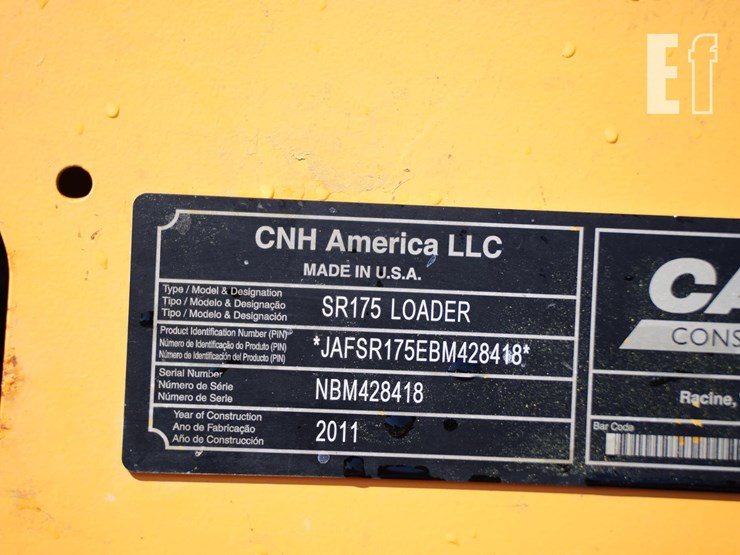 Ef
CNH America LLC
MADE IN U.S.A.
Type / Model & Designation
Tipo / Modelo & Designação
Tipo / Modelo & Designación
SR175 LOADER
Product Identification Number (PIN)
Número de Identificação do Produto (PIN)
Número de Identificación del Producto (PIN)
*JAFSR175EBM428418*
Serial Number
Número de Série
Número de Serie
NBM428418
Year of Construction
Ano de Fabricação
Año de Construcción
2011
CA
CONS
Racine,
Bar Code